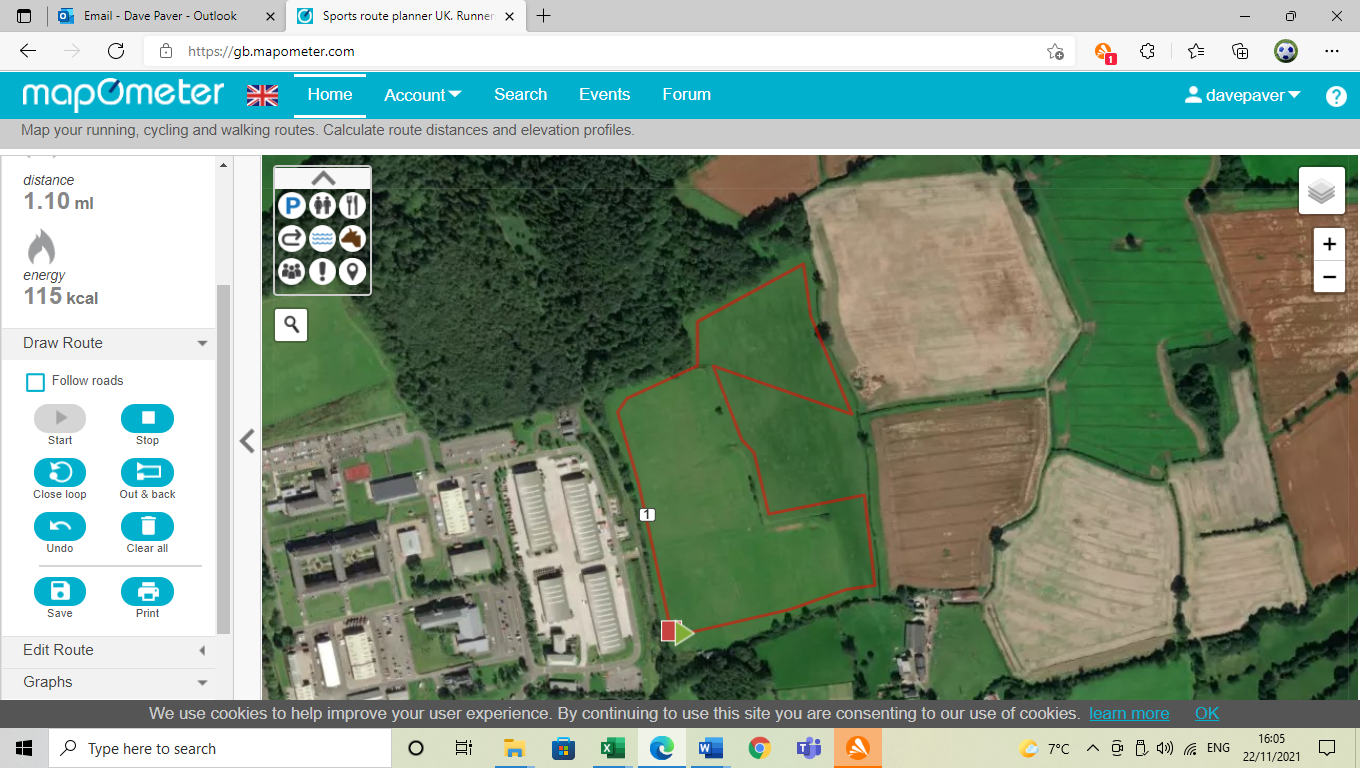 Email - Dave Paver - Outlook
Sports route planner UK. Runner
https://gb.mapometer.com
1
mapometer
Home
Account
Search
Events
Forum
davepaver
?
Map your running, cycling and walking routes. Calculate route distances and elevation profiles.
distance
1.10 ml
energy
115 kcal
Draw Route
Follow roads
Start
Stop
Close loop
Out & back
Undo
Clear all
Save
Print
Edit Route
Graphs
P
!
+
−
1
We use cookies to help improve your user experience. By continuing to use this site you are consenting to our use of cookies. learn more OK
Type here to search
7°C
ENG
16:05
22/11/2021